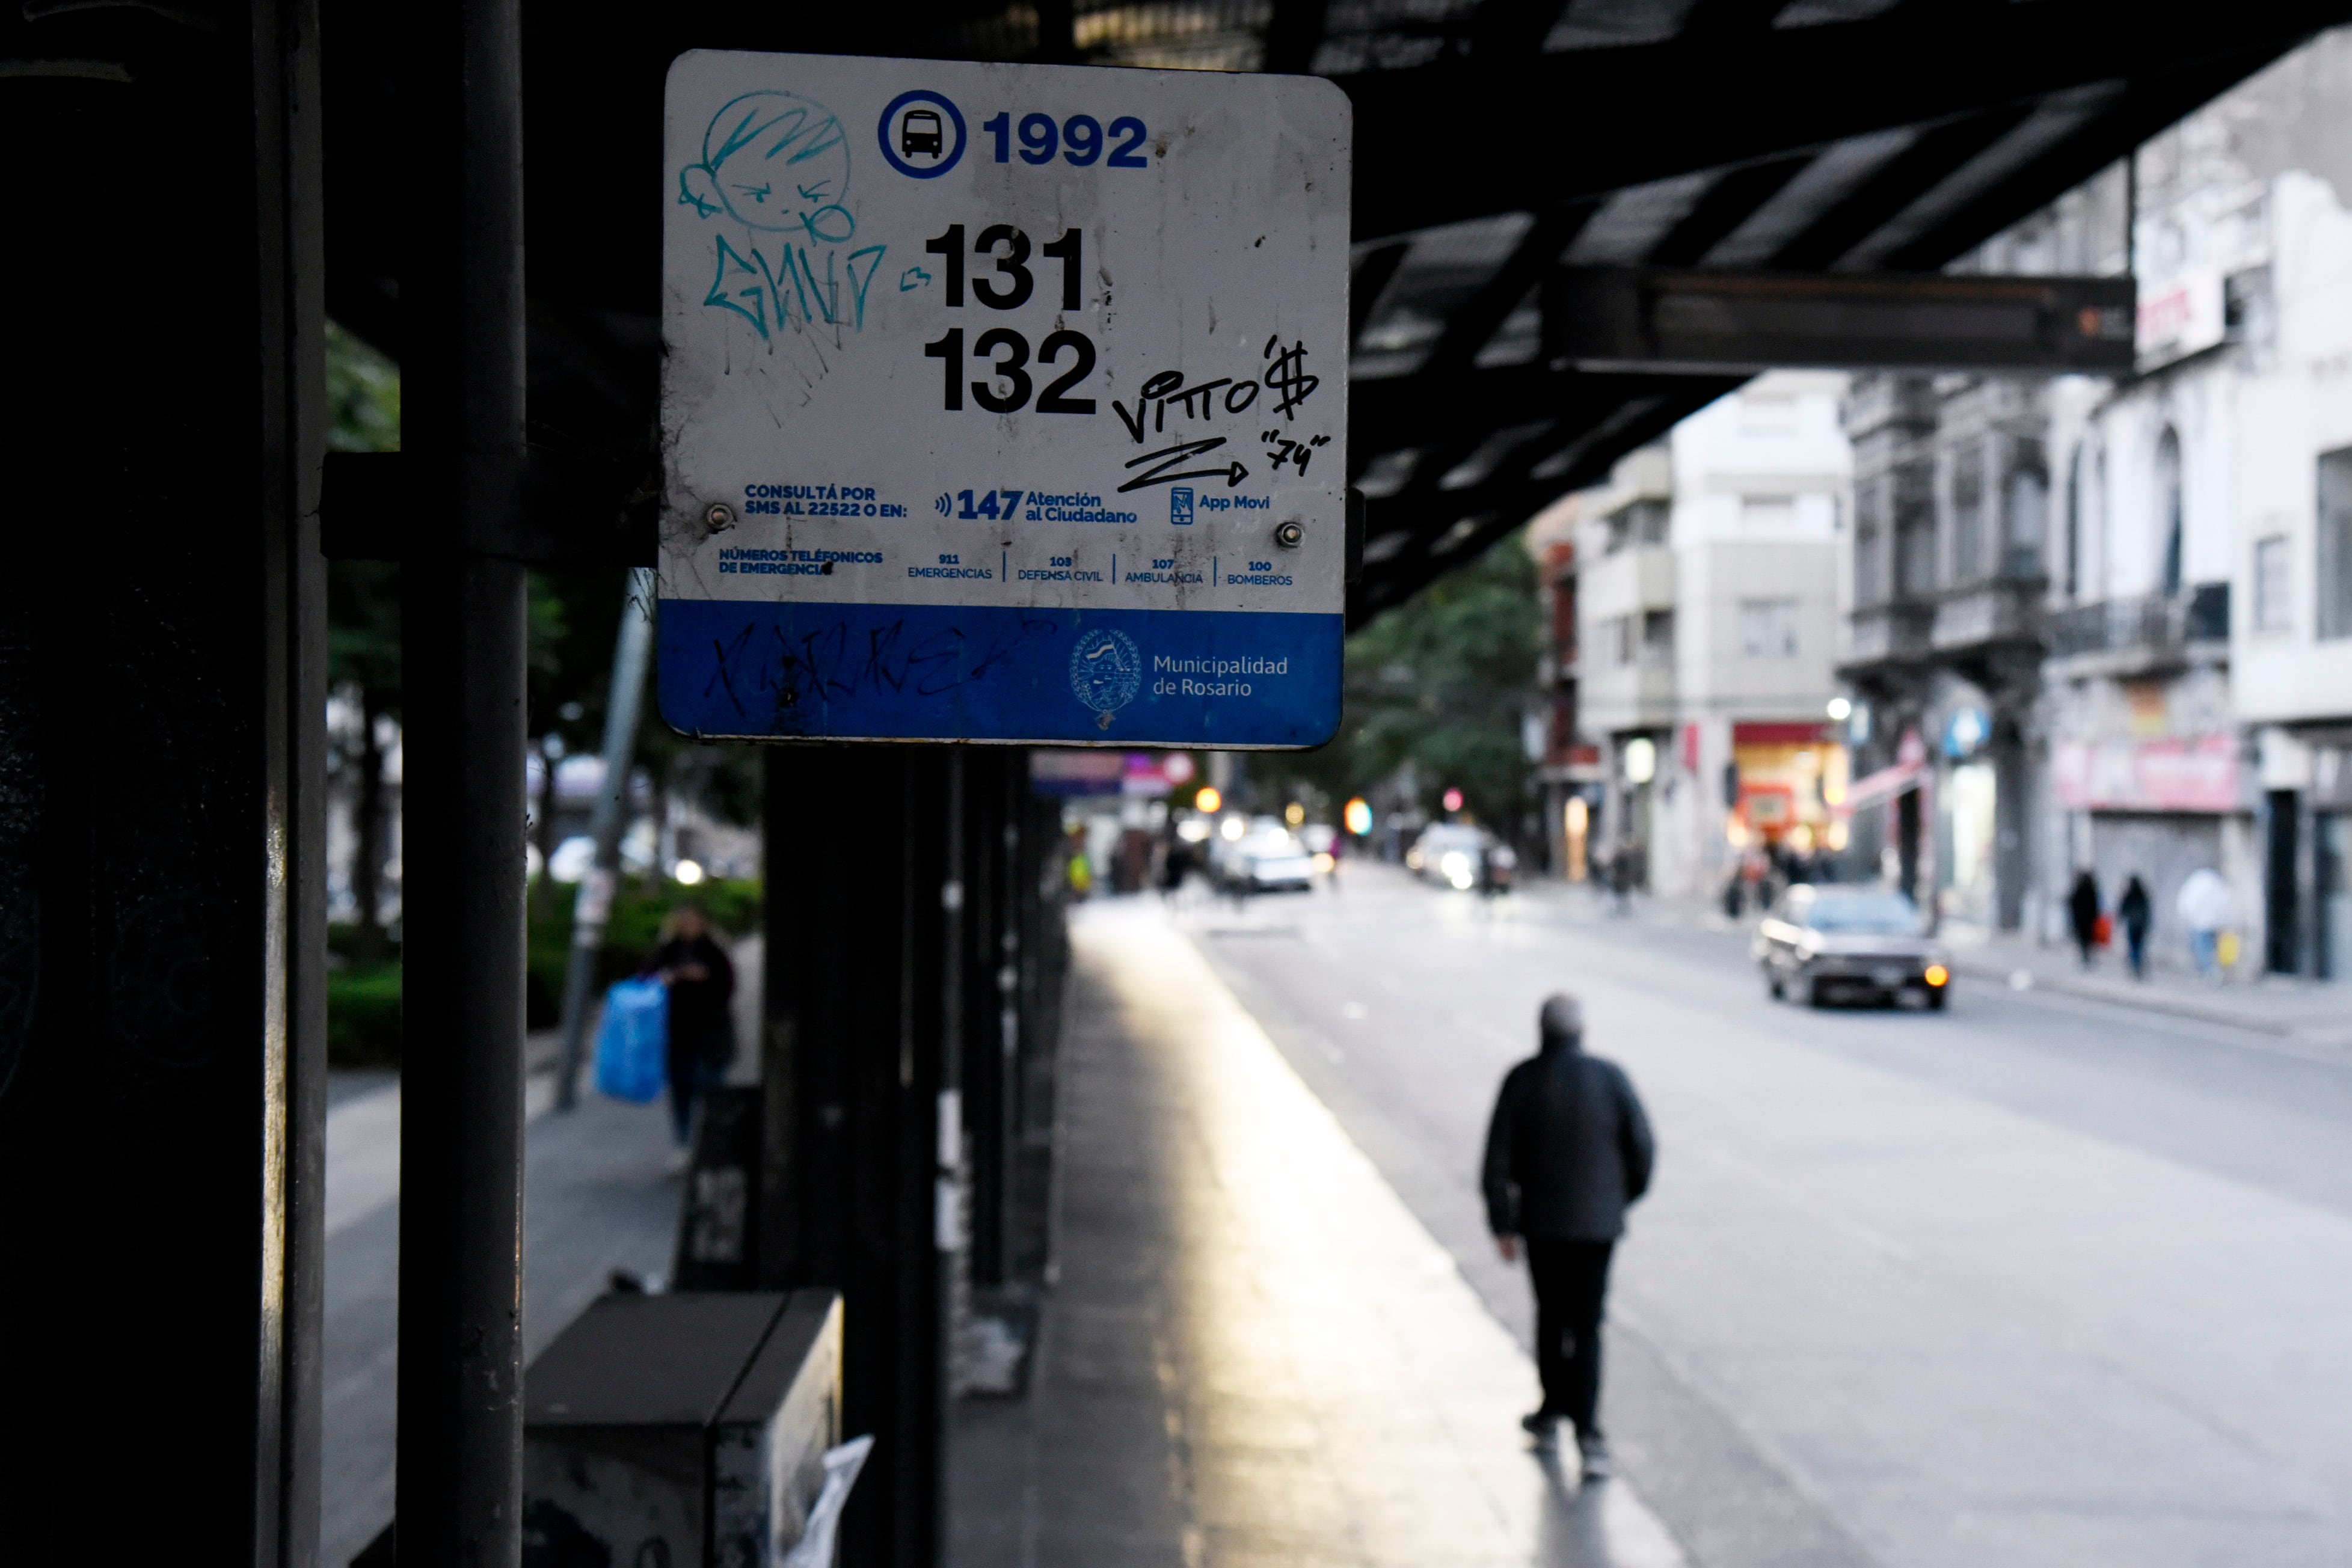 1992
131
132
VITTO $
"74"
CONSULTÁ POR
SMS AL 22522 O EN:
147 Atención
al Ciudadano
App Movi
NÚMEROS TELÉFONICOS
DE EMERGENCIA
911
EMERGENCIAS
103
DEFENSA CIVIL
107
AMBULANCIA
100
BOMBEROS
Municipalidad
de Rosario